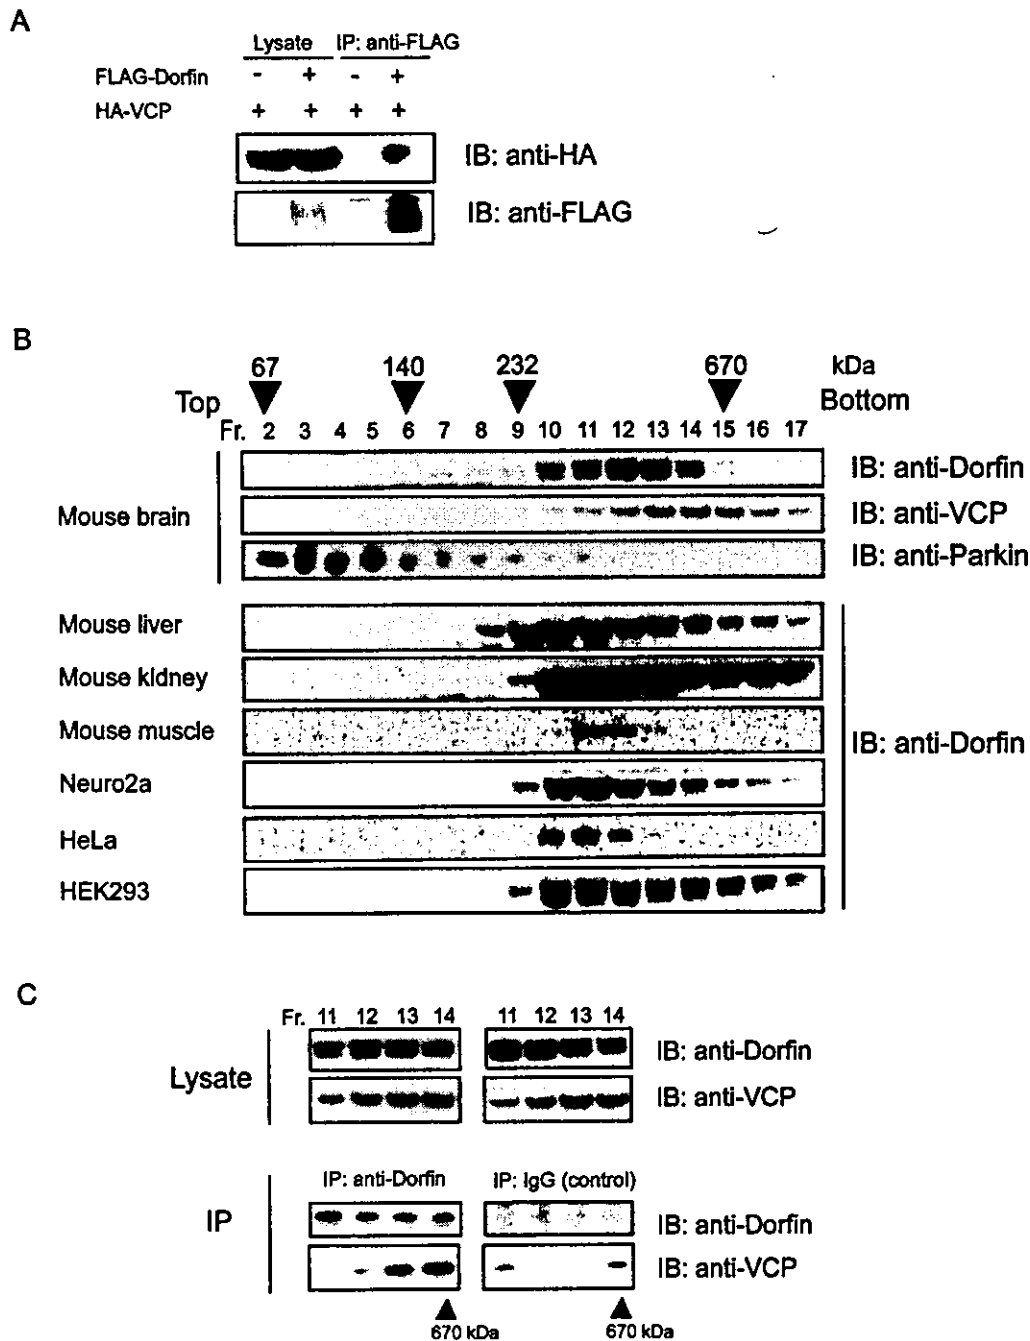 A
Lysate IP: anti-FLAG
FLAG-Dorfin - + - +
HA-VCP + + + +
IB: anti-HA
IB: anti-FLAG
B
67 140 232 670 kDa
Top Bottom
Fr. 2 3 4 5 6 7 8 9 10 11 12 13 14 15 16 17
IB: anti-Dorfin
Mouse brain IB: anti-VCP
IB: anti-Parkin
Mouse liver
Mouse kidney
Mouse muscle IB: anti-Dorfin
Neuro2a
HeLa
HEK293
C
Fr. 11 12 13 14 11 12 13 14
IB: anti-Dorfin
Lysate IB: anti-VCP
IP: anti-Dorfin IP: IgG (control)
IP IB: anti-Dorfin
IB: anti-VCP
670 kDa 670 kDa